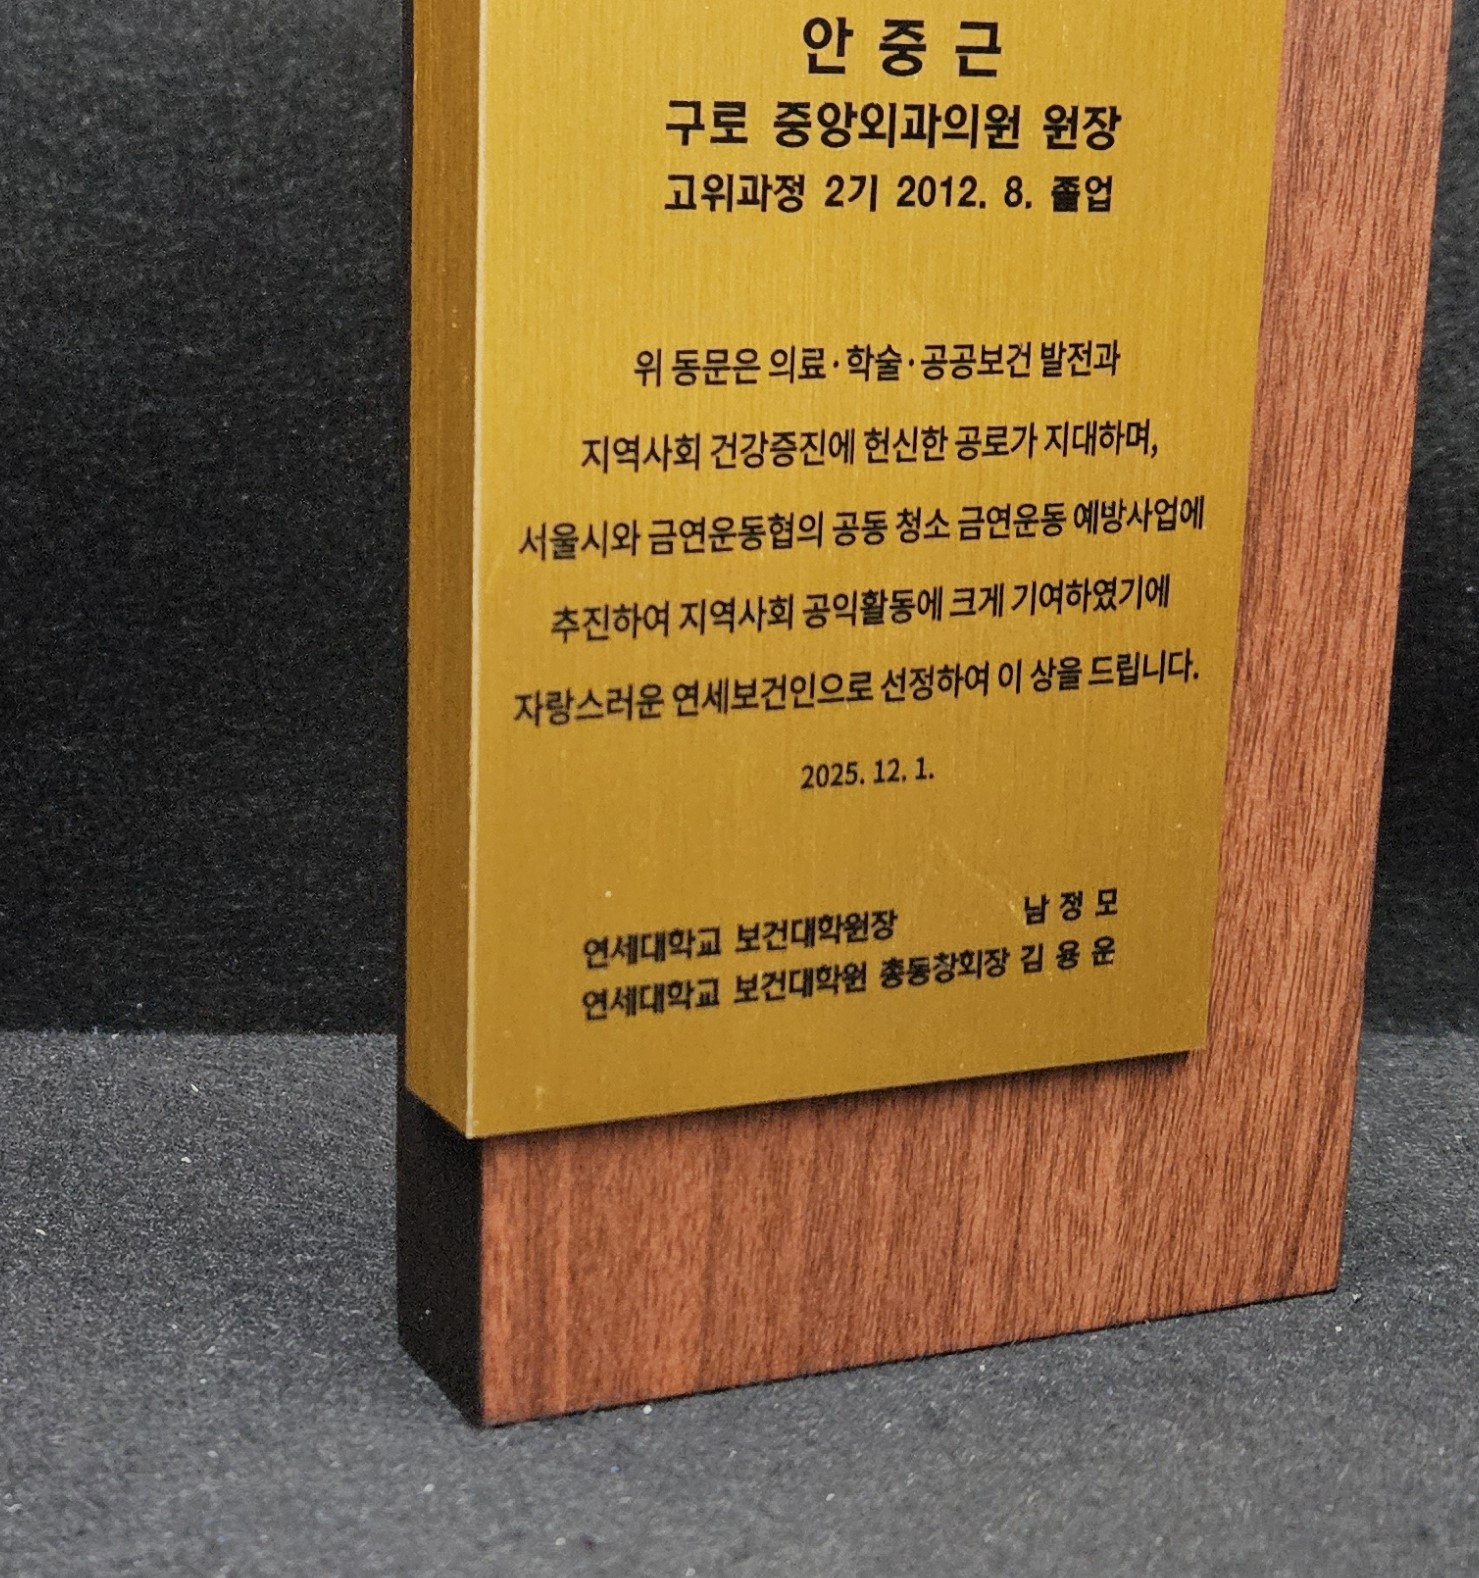 안 중 근
구로 중앙외과의원 원장
고위과정 2기 2012. 8. 졸업
위 동문은 의료·학술·공공보건 발전과
지역사회 건강증진에 헌신한 공로가 지대하며,
서울시와 금연운동협의 공동 청소 금연운동 예방사업에
추진하여 지역사회 공익활동에 크게 기여하였기에
자랑스러운 연세보건인으로 선정하여 이 상을 드립니다.
2025. 12. 1.
연세대학교 보건대학원장 남 정 모
연세대학교 보건대학원 총동창회장 김 용 운